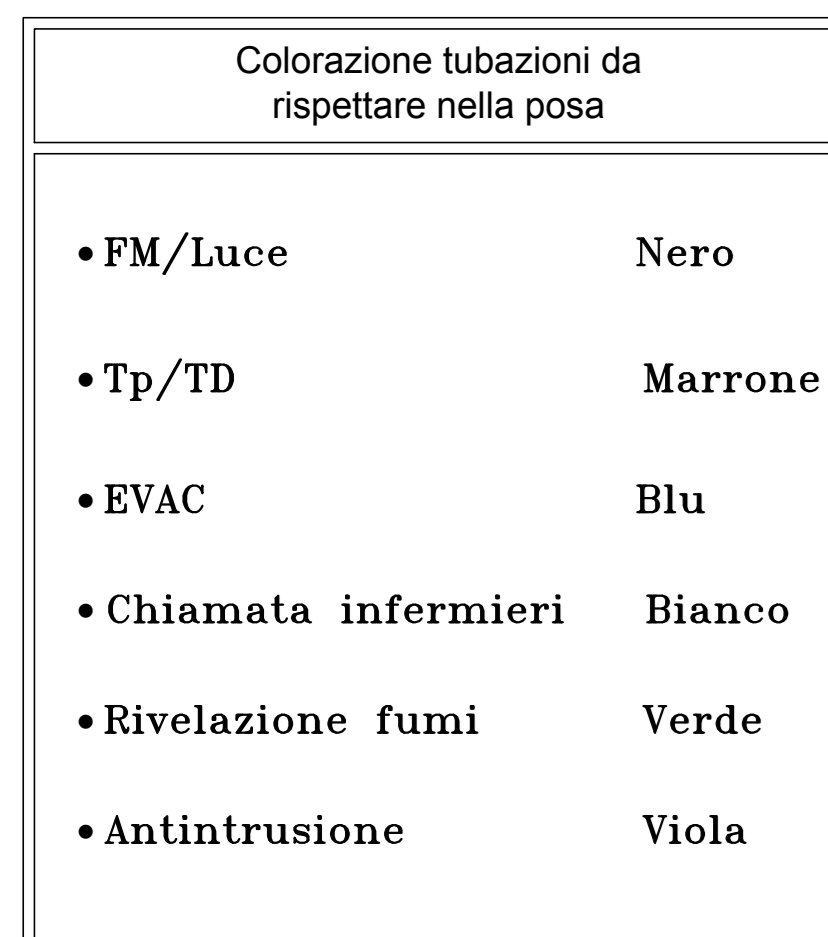 Colorazione tubazioni da
rispettare nella posa
• FM/Luce Nero
• Tp/TD Marrone
• EVAC Blu
• Chiamata infermieri Bianco
• Rivelazione fumi Verde
• Antintrusione Viola